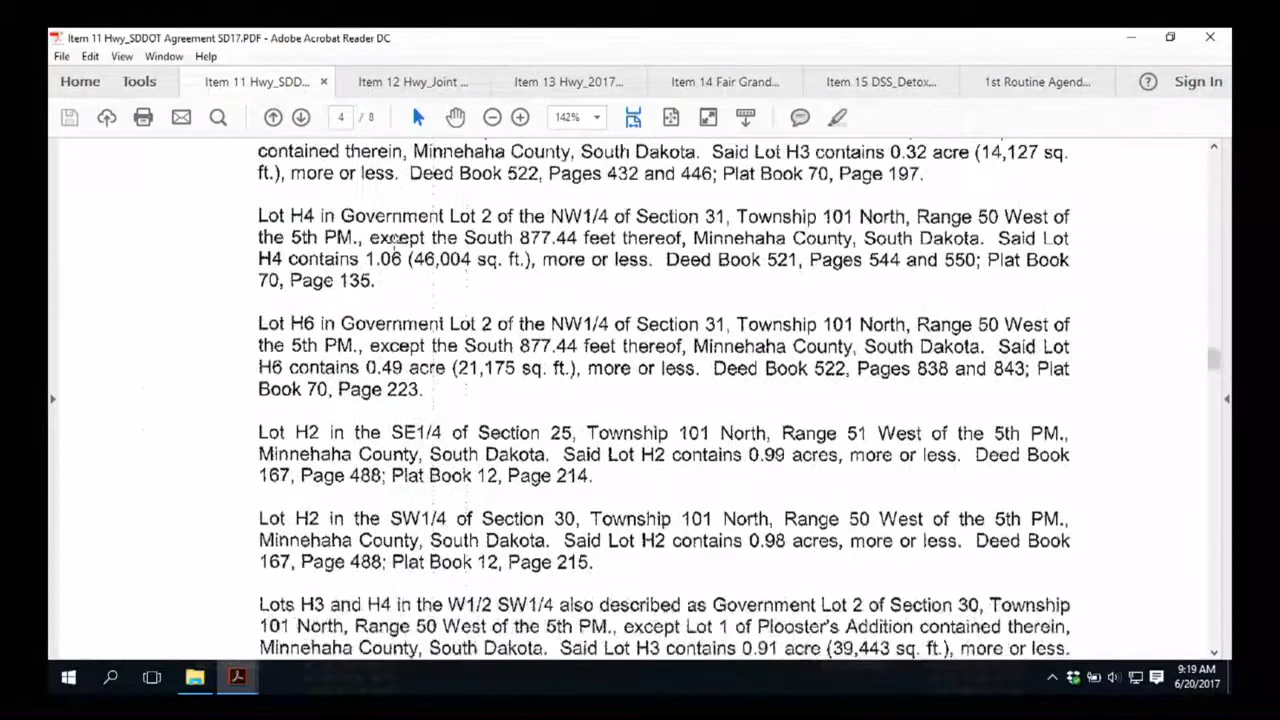 Item 11 Hwy_SDDOT Agreement SD17.PDF - Adobe Acrobat Reader DC
File Edit View Window Help
Home Tools Item 11 Hwy_SDD... × Item 12 Hwy_Joint ... Item 13 Hwy_2017... Item 14 Fair Grand... Item 15 DSS_Detox... 1st Routine Agend... Sign In
4 / 8 142%
contained therein, Minnehaha County, South Dakota. Said Lot H3 contains 0.32 acre (14,127 sq.
ft.), more or less. Deed Book 522, Pages 432 and 446; Plat Book 70, Page 197.
Lot H4 in Government Lot 2 of the NW1/4 of Section 31, Township 101 North, Range 50 West of
the 5th PM., except the South 877.44 feet thereof, Minnehaha County, South Dakota. Said Lot
H4 contains 1.06 (46,004 sq. ft.), more or less. Deed Book 521, Pages 544 and 550; Plat Book
70, Page 135.
Lot H6 in Government Lot 2 of the NW1/4 of Section 31, Township 101 North, Range 50 West of
the 5th PM., except the South 877.44 feet thereof, Minnehaha County, South Dakota. Said Lot
H6 contains 0.49 acre (21,175 sq. ft.), more or less. Deed Book 522, Pages 838 and 843; Plat
Book 70, Page 223.
Lot H2 in the SE1/4 of Section 25, Township 101 North, Range 51 West of the 5th PM.,
Minnehaha County, South Dakota. Said Lot H2 contains 0.99 acres, more or less. Deed Book
167, Page 488; Plat Book 12, Page 214.
Lot H2 in the SW1/4 of Section 30, Township 101 North, Range 50 West of the 5th PM.,
Minnehaha County, South Dakota. Said Lot H2 contains 0.98 acres, more or less. Deed Book
167, Page 488; Plat Book 12, Page 215.
Lots H3 and H4 in the W1/2 SW1/4 also described as Government Lot 2 of Section 30, Township
101 North, Range 50 West of the 5th PM., except Lot 1 of Plooster's Addition contained therein,
Minnehaha County, South Dakota. Said Lot H3 contains 0.91 acre (39,443 sq. ft.), more or less.
9:19 AM
6/20/2017